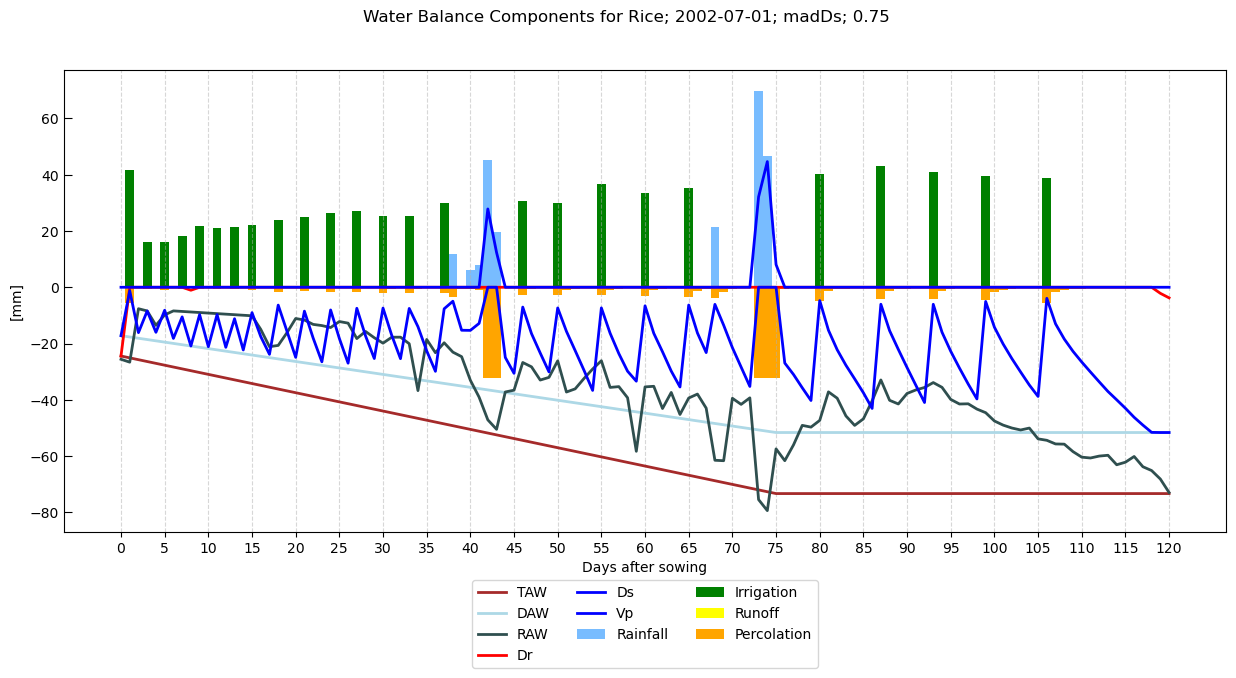 Water Balance Components for Rice; 2002-07-01; madDs; 0.75
60
40
20
0
−20
−40
−60
−80
[mm]
0 5 10 15 20 25 30 35 40 45 50 55 60 65 70 75 80 85 90 95 100 105 110 115 120
Days after sowing
TAW Ds Irrigation
DAW Vp Runoff
RAW Rainfall Percolation
Dr